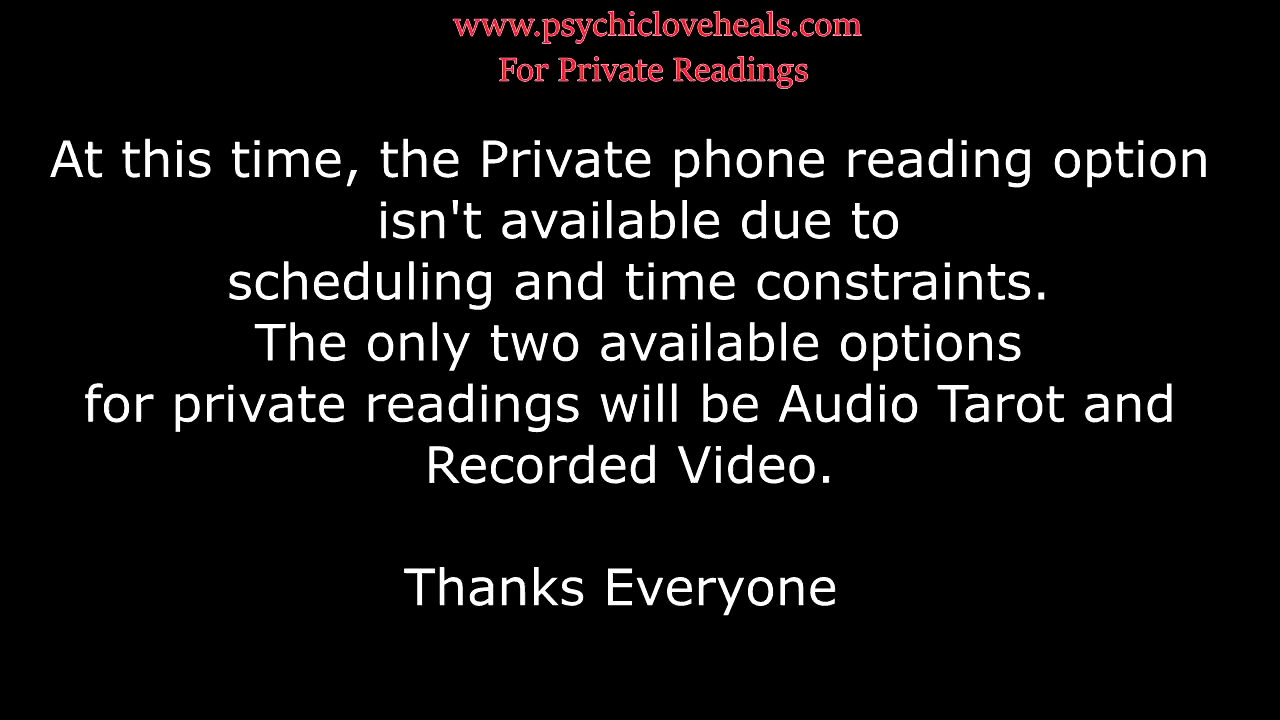 www.psychicloveheals.com
For Private Readings
At this time, the Private phone reading option
isn't available due to
scheduling and time constraints.
The only two available options
for private readings will be Audio Tarot and
Recorded Video.
Thanks Everyone